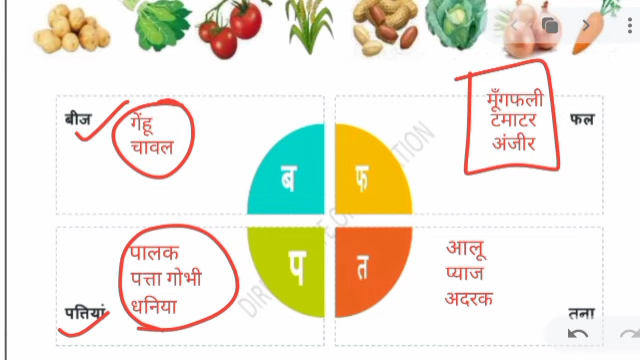 बीज
गेंहू
चावल
मूँगफली
टमाटर
अंजीर
फल
ब
फ
प
त
पालक
पत्ता गोभी
धनिया
पत्तियां
आलू
प्याज
अदरक
तना